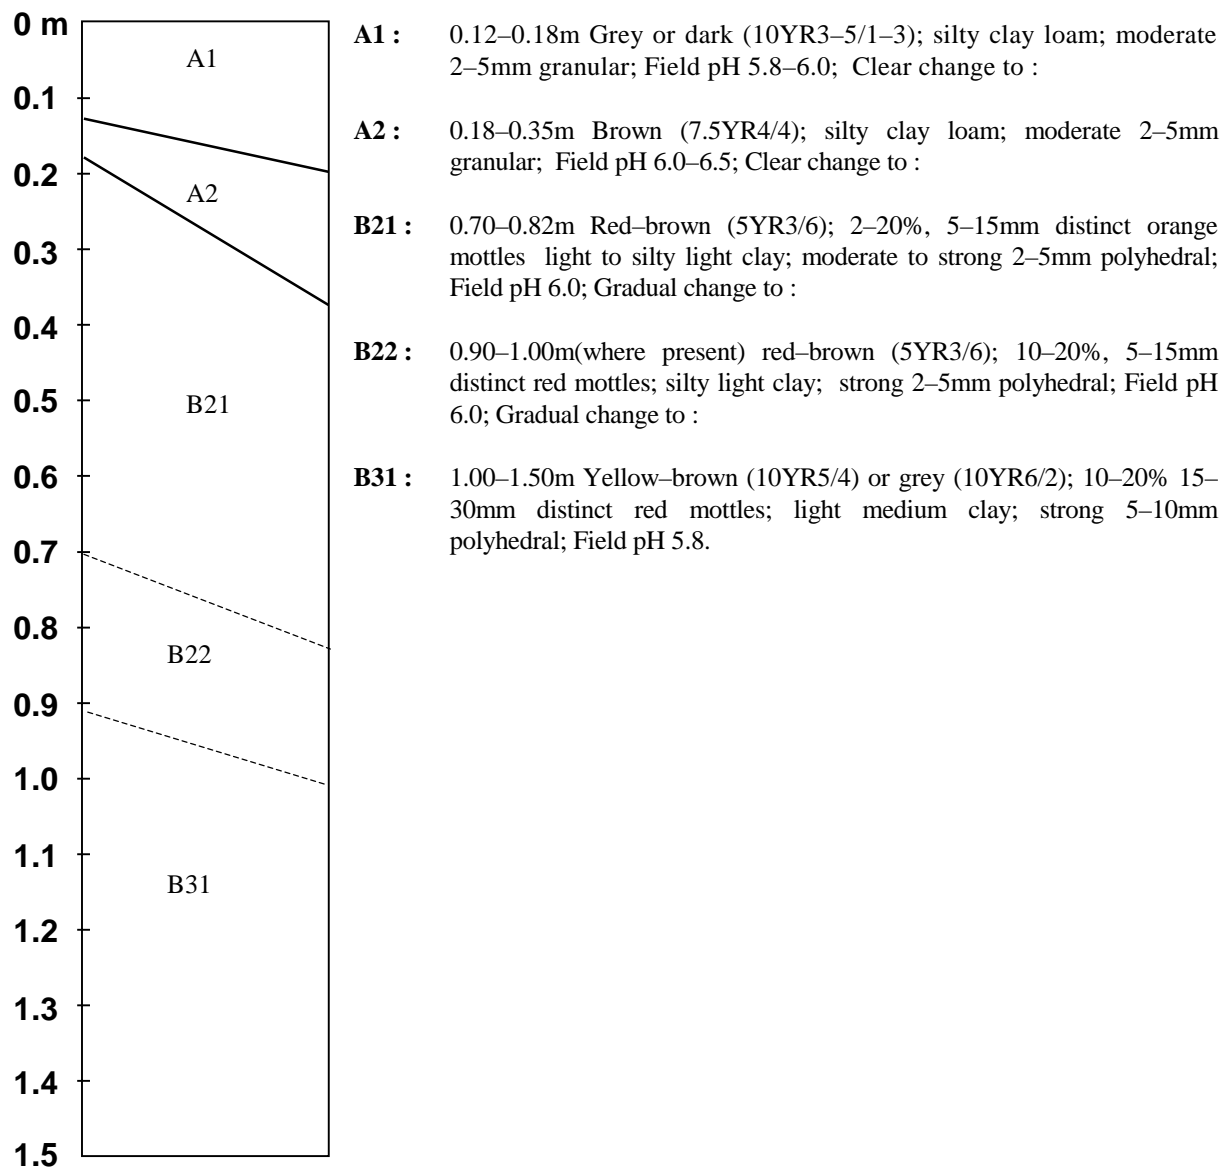 0 m
0.1
0.2
0.3
0.4
0.5
0.6
0.7
0.8
0.9
1.0
1.1
1.2
1.3
1.4
1.5
A1
A2
B21
B22
B31
A1 : 0.12–0.18m Grey or dark (10YR3–5/1–3); silty clay loam; moderate
2–5mm granular; Field pH 5.8–6.0; Clear change to :
A2 : 0.18–0.35m Brown (7.5YR4/4); silty clay loam; moderate 2–5mm
granular; Field pH 6.0–6.5; Clear change to :
B21 : 0.70–0.82m Red–brown (5YR3/6); 2–20%, 5–15mm distinct orange
mottles light to silty light clay; moderate to strong 2–5mm polyhedral;
Field pH 6.0; Gradual change to :
B22 : 0.90–1.00m(where present) red–brown (5YR3/6); 10–20%, 5–15mm
distinct red mottles; silty light clay; strong 2–5mm polyhedral; Field pH
6.0; Gradual change to :
B31 : 1.00–1.50m Yellow–brown (10YR5/4) or grey (10YR6/2); 10–20% 15–
30mm distinct red mottles; light medium clay; strong 5–10mm
polyhedral; Field pH 5.8.